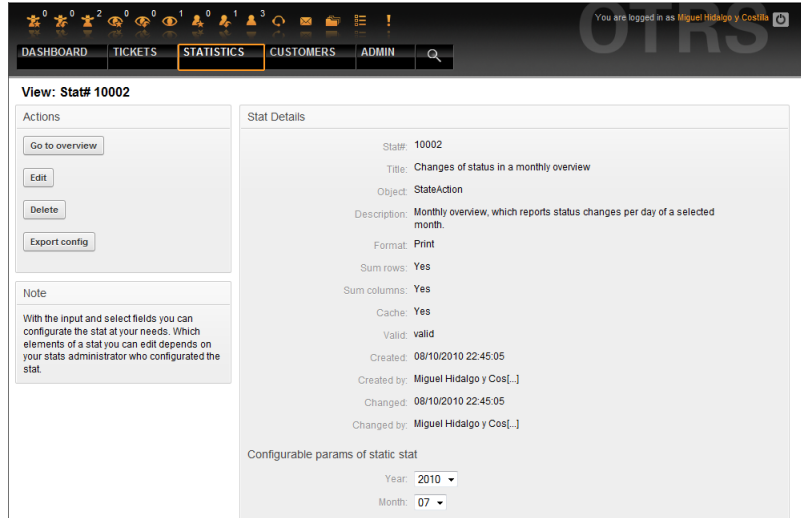 0 0 2 0 0 1 0 1 3
You are logged in as Miguel Hidalgo y Costilla
OTRS
DASHBOARD TICKETS STATISTICS CUSTOMERS ADMIN
View: Stat# 10002
Actions
Go to overview
Edit
Delete
Export config
Note
With the input and select fields you can
configurate the stat at your needs. Which
elements of a stat you can edit depends on
your stats administrator who configurated the
stat.
Stat Details
Stat#: 10002
Title: Changes of status in a monthly overview
Object: StateAction
Description: Monthly overview, which reports status changes per day of a selected
month.
Format: Print
Sum rows: Yes
Sum columns: Yes
Cache: Yes
Valid: valid
Created: 08/10/2010 22:45:05
Created by: Miguel Hidalgo y Cos[...]
Changed: 08/10/2010 22:45:05
Changed by: Miguel Hidalgo y Cos[...]
Configurable params of static stat
Year: 2010
Month: 07